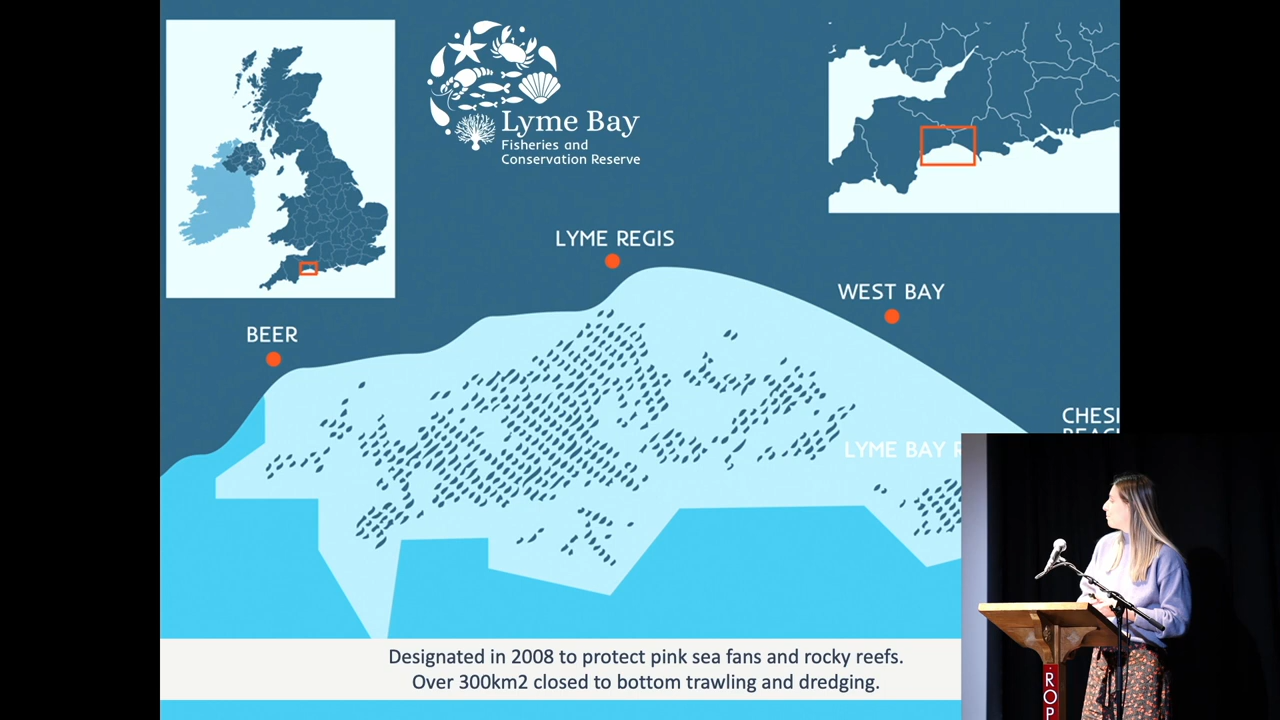 Lyme Bay
Fisheries and
Conservation Reserve
LYME REGIS
WEST BAY
BEER
LYME BAY
Designated in 2008 to protect pink sea fans and rocky reefs.
Over 300km2 closed to bottom trawling and dredging.